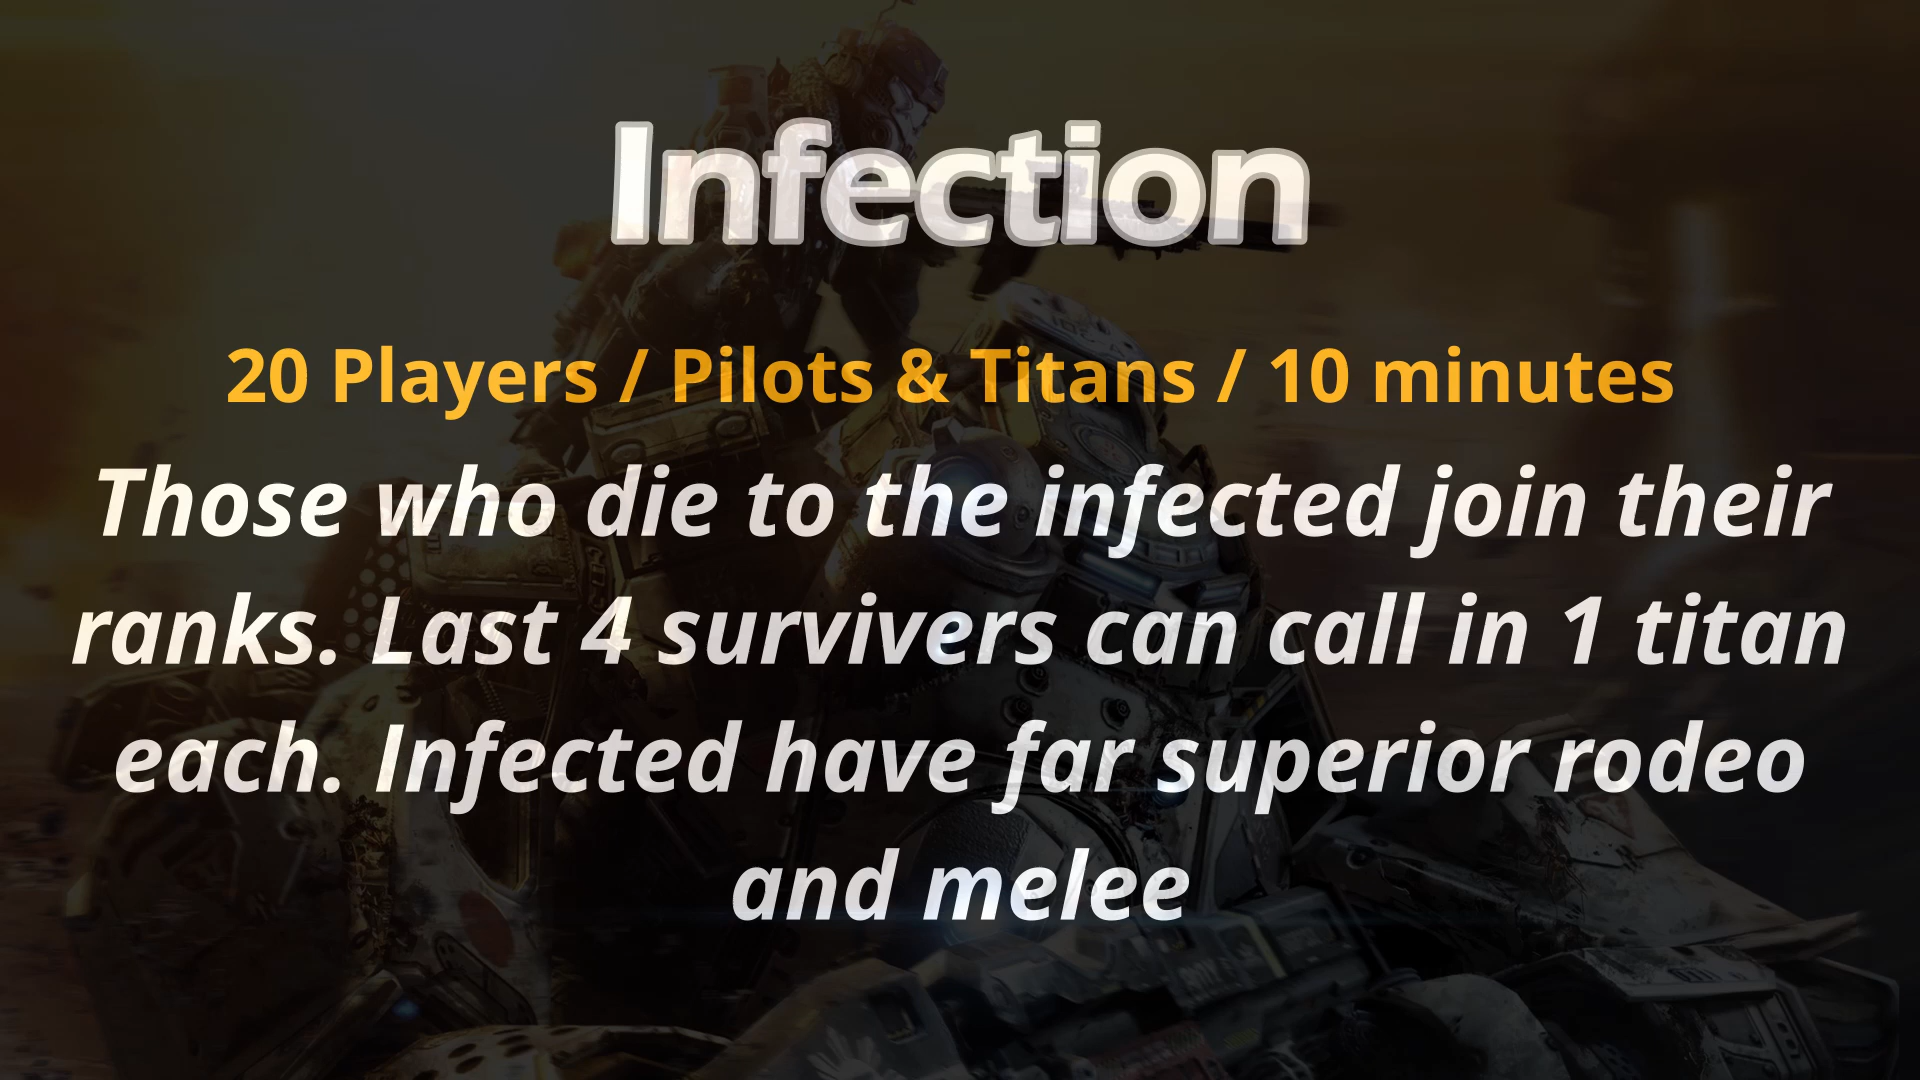 Infection
20 Players / Pilots & Titans / 10 minutes
Those who die to the infected join their
ranks. Last 4 survivers can call in 1 titan
each. Infected have far superior rodeo
and melee